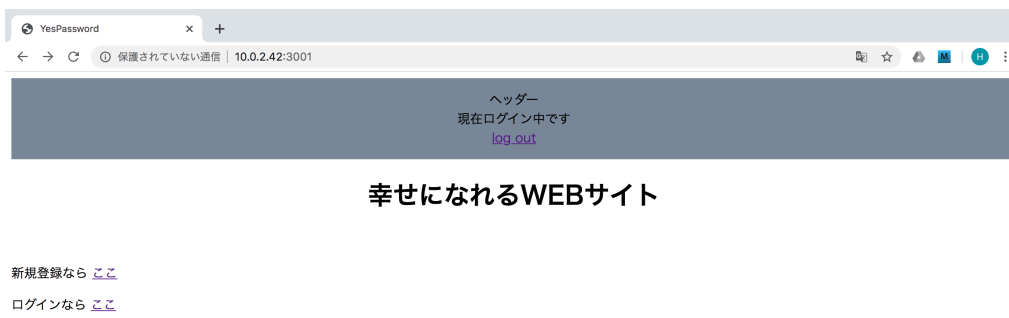 YesPassword
保護されていない通信 10.0.2.42:3001
M
H
ヘッダー
現在ログイン中です
log out
幸せになれるWEBサイト
新規登録なら ここ
ログインなら ここ